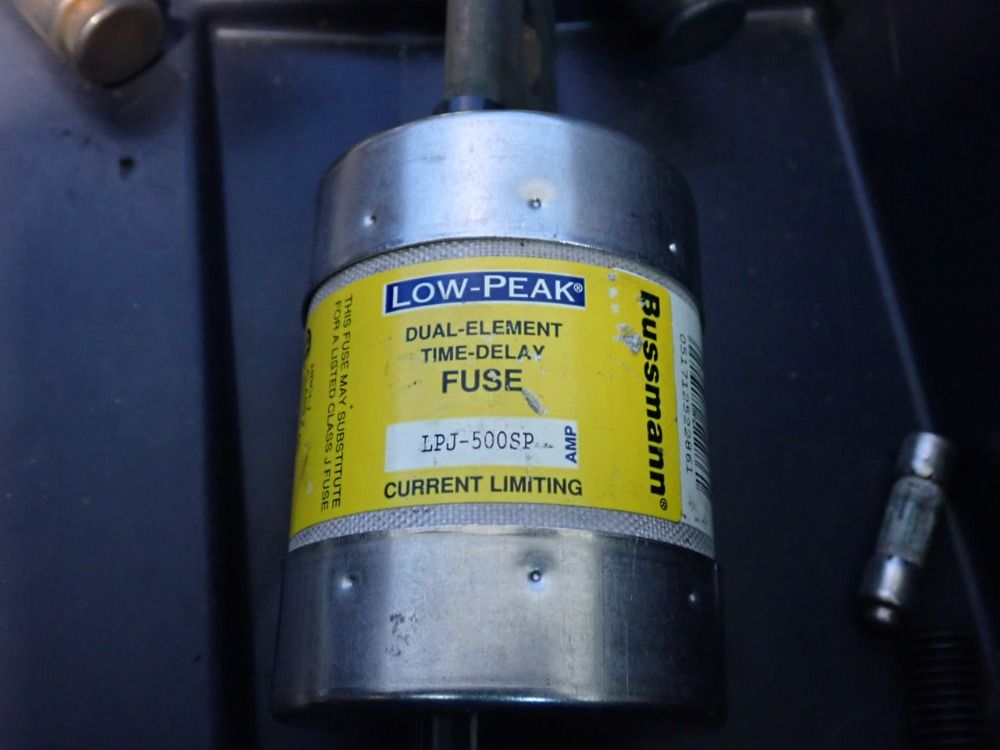 LOW-PEAK®
DUAL-ELEMENT
TIME-DELAY
FUSE
LPJ-500SP
AMP
CURRENT LIMITING
Bussmann®
THIS FUSE MAY SUBSTITUTE
FOR A LISTED CLASS J FUSE
051712522861